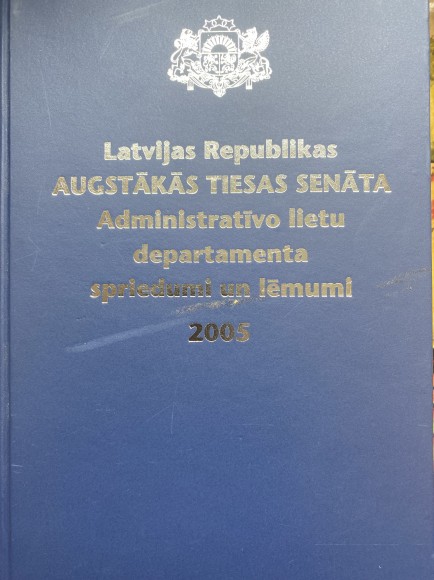 Latvijas Republikas
AUGSTĀKĀS TIESAS SENĀTA
Administratīvo lietu
departamenta
spriedumi un lēmumi
2005